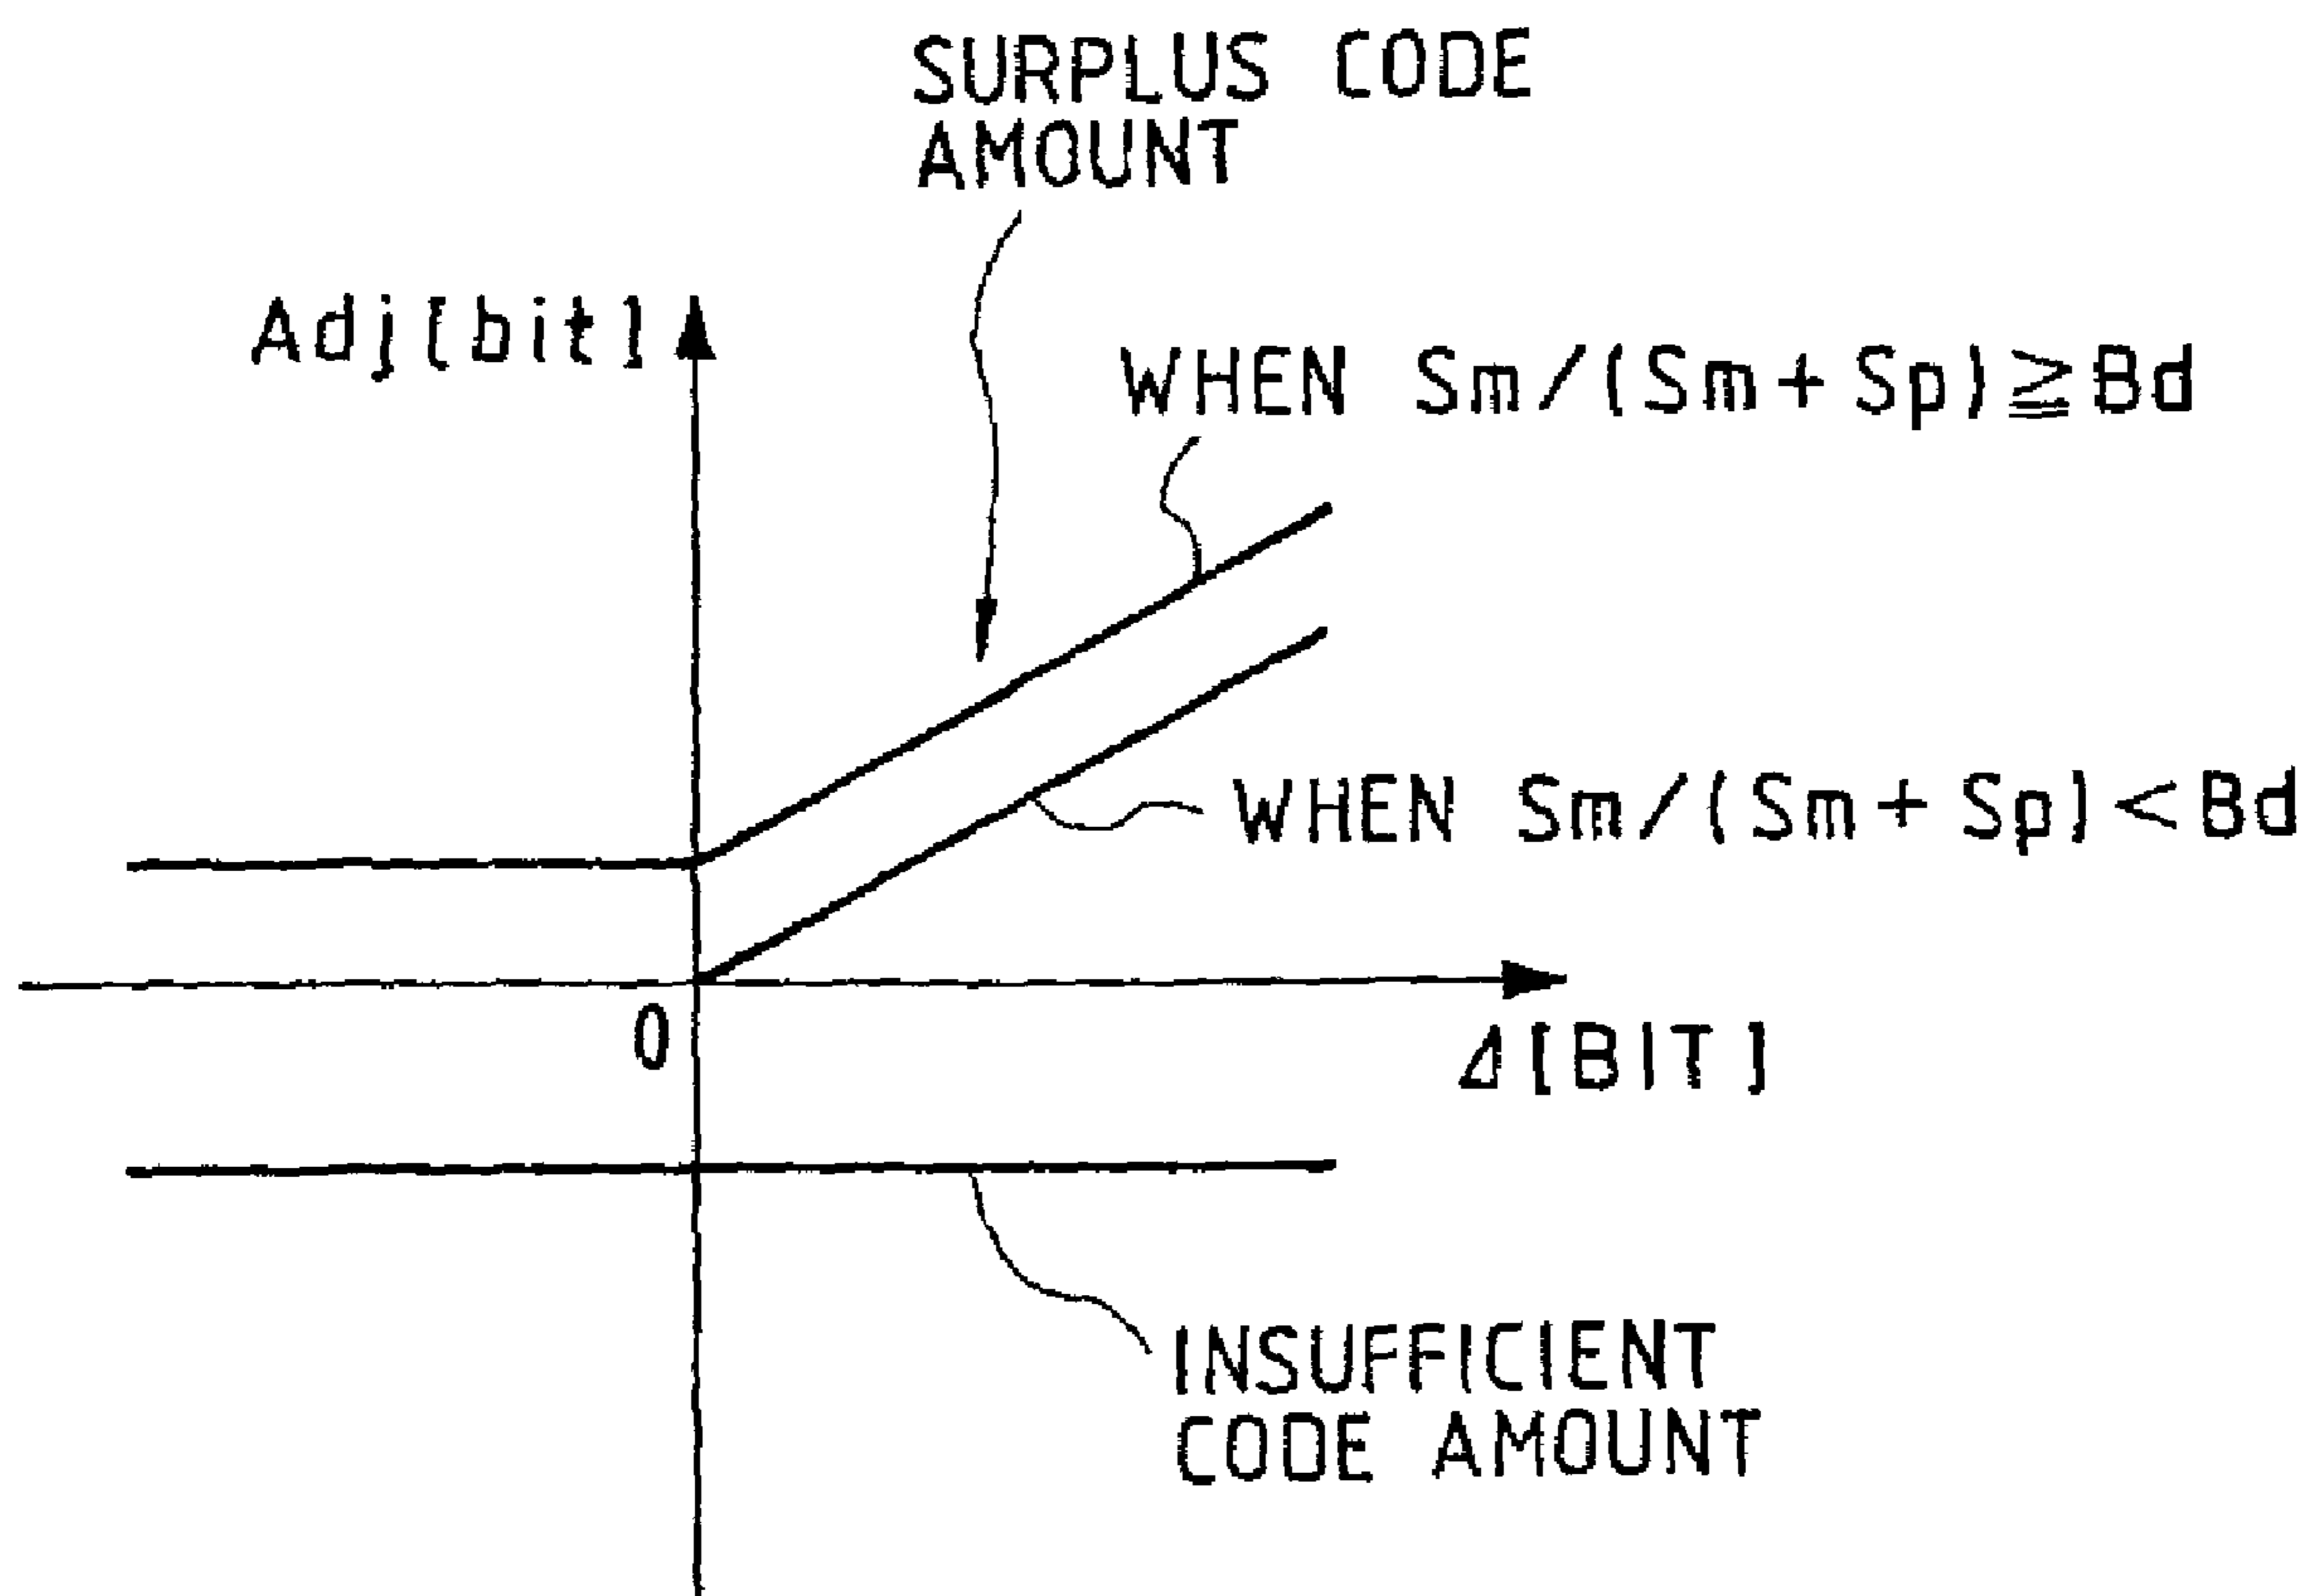 SURPLUS CODE
AMOUNT
Adj[bit]
WHEN Sm/(Sm+Sp)≧Bd
WHEN Sm/(Sm+Sp)<Bd
0
Δ[BIT]
INSUFFICIENT
CODE AMOUNT